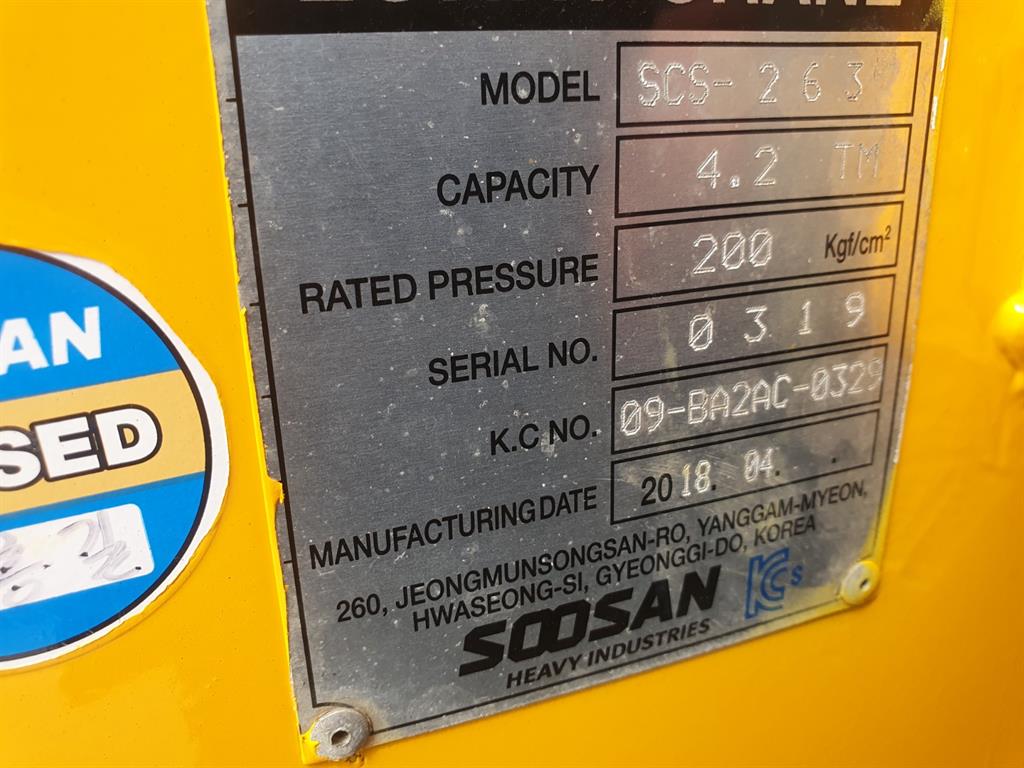 CRANE
MODEL SCS-263
CAPACITY 4.2 TM
RATED PRESSURE 200 Kgf/cm²
SERIAL NO. 0319
K.C NO. 09-BA2AC-0329
MANUFACTURING DATE 2018. 04. .
260, JEONGMUNSONGSAN-RO, YANGGAM-MYEON,
HWASEONG-SI, GYEONGGI-DO, KOREA
SOOSAN
HEAVY INDUSTRIES
KCs
AN
SED